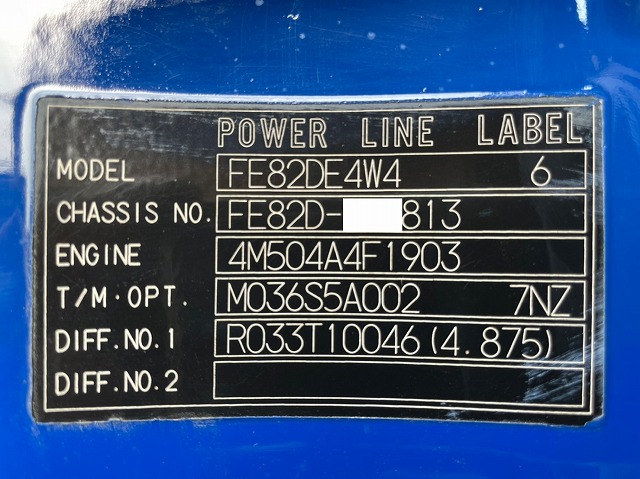 POWER LINE LABEL
MODEL FE82DE4W4 6
CHASSIS NO. FE82D- 813
ENGINE 4M504A4F1903
T/M·OPT. M036S5A002 7NZ
DIFF.NO.1 R033T10046(4.875)
DIFF.NO.2